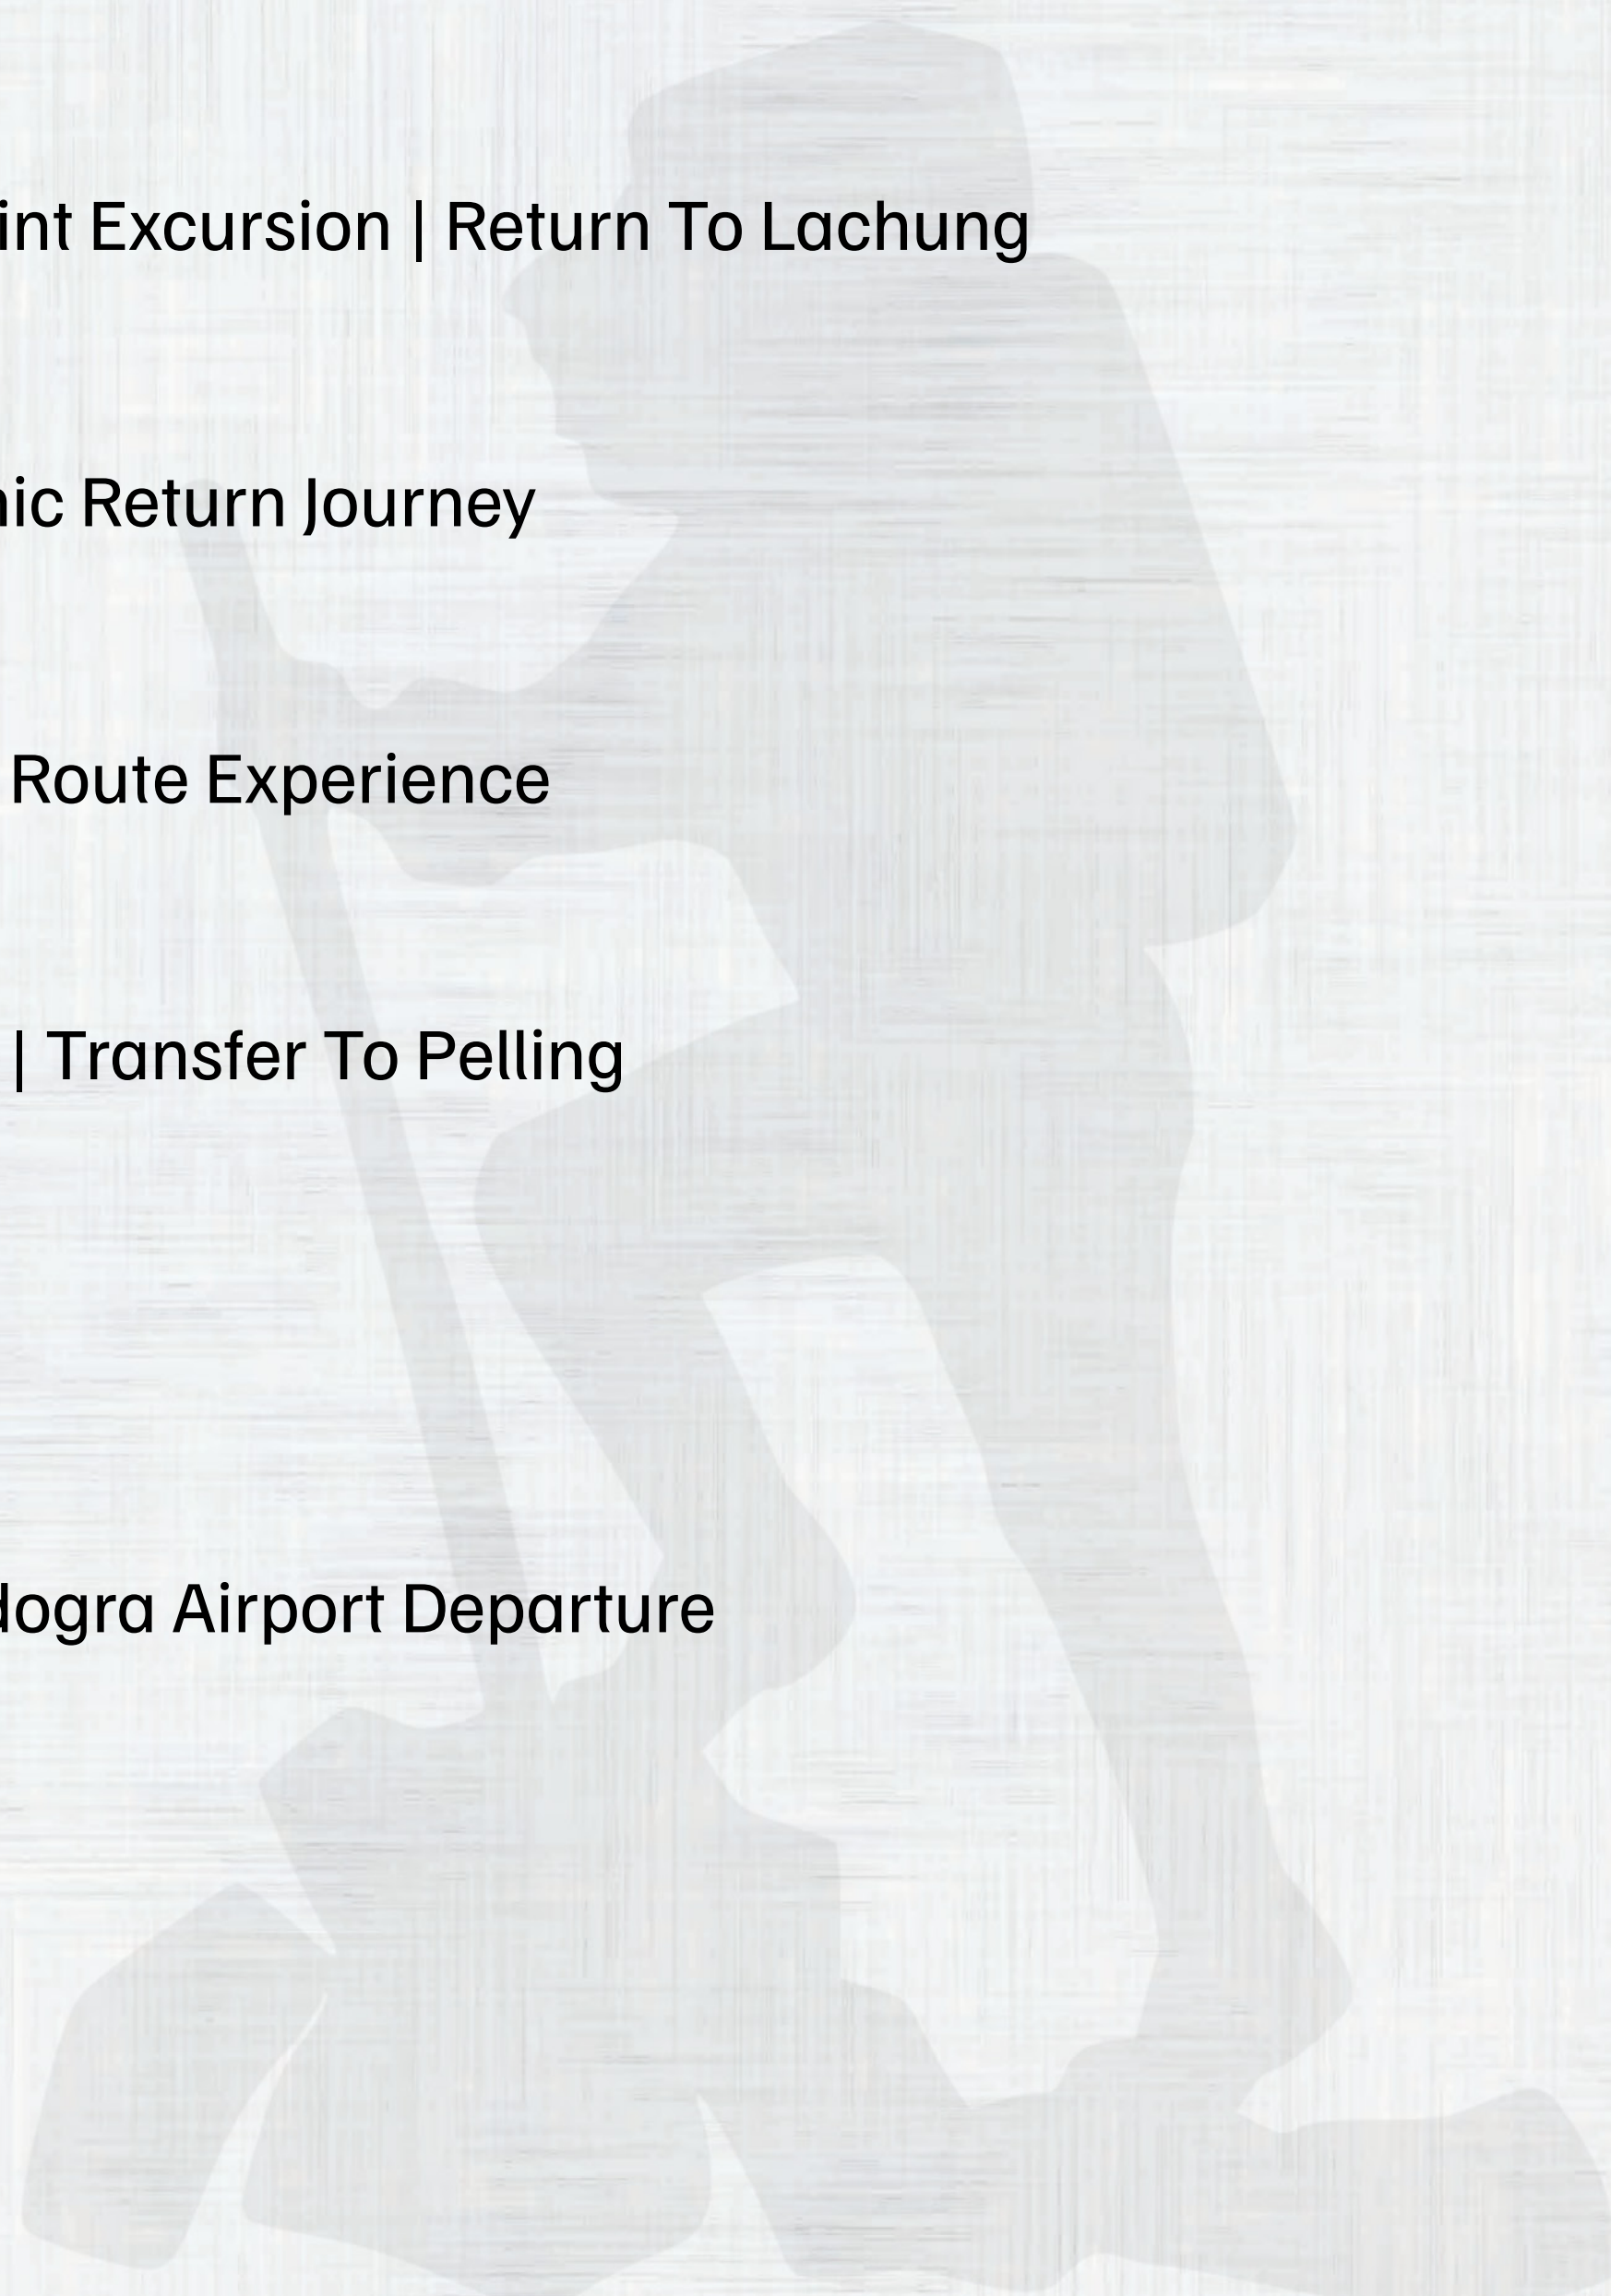 int Excursion | Return To Lachung
ic Return Journey
Route Experience
| Transfer To Pelling
dogra Airport Departure